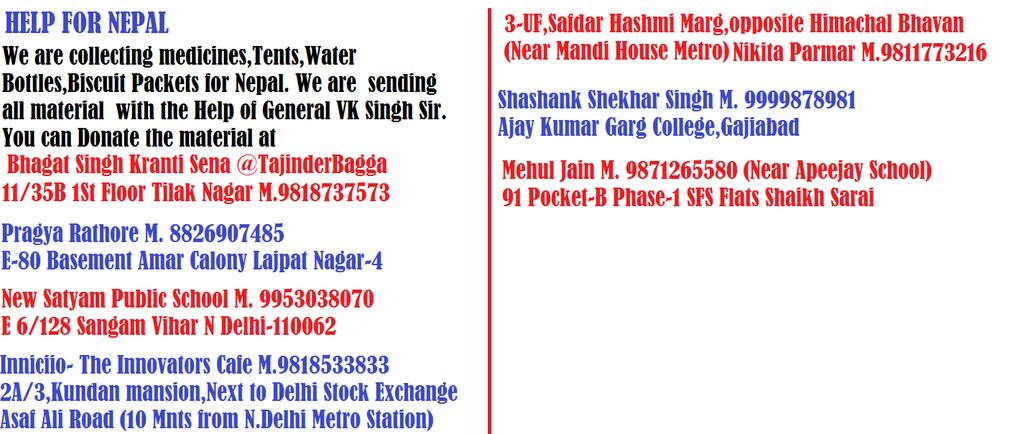 HELP FOR NEPAL
We are collecting medicines,Tents,Water
Bottles,Biscuit Packets for Nepal. We are sending
all material with the Help of General VK Singh Sir.
You can Donate the material at
Bhagat Singh Kranti Sena @TajinderBagga
11/35B 1St Floor Tilak Nagar M.9818737573
Pragya Rathore M. 8826907485
E-80 Basement Amar Calony Lajpat Nagar-4
New Satyam Public School M. 9953038070
E 6/128 Sangam Vihar N Delhi-110062
Inniciio- The Innovators Cafe M.9818533833
2A/3,Kundan mansion,Next to Delhi Stock Exchange
Asaf Ali Road (10 Mnts from N.Delhi Metro Station)
3-UF,Safdar Hashmi Marg,opposite Himachal Bhavan
(Near Mandi House Metro) Nikita Parmar M.9811773216
Shashank Shekhar Singh M. 9999878981
Ajay Kumar Garg College,Gajiabad
Mehul Jain M. 9871265580 (Near Apeejay School)
91 Pocket-B Phase-1 SFS Flats Shaikh Sarai